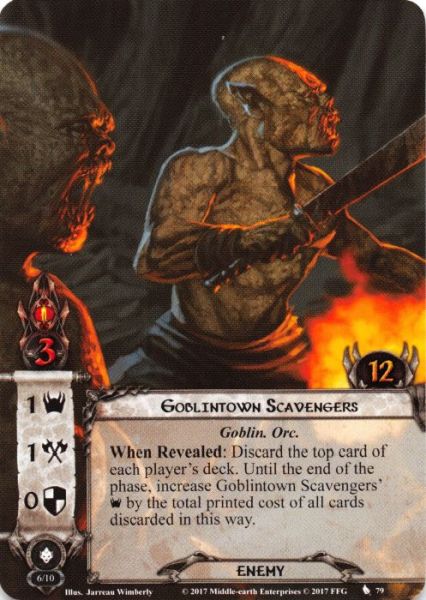 3
12
GOBLINTOWN SCAVENGERS
Goblin. Orc.
1
1
0
When Revealed: Discard the top card of
each player's deck. Until the end of the
phase, increase Goblintown Scavengers'
by the total printed cost of all cards
discarded in this way.
6/10
ENEMY
Illus. Jarreau Wimberly © 2017 Middle-earth Enterprises © 2017 FFG 79